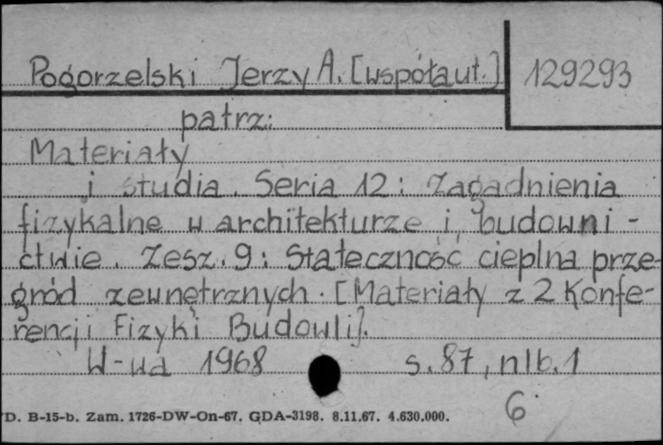 Pogorzelski Jerzy A. [współaut.] 129293
patrz:
Materiały
i studia. Seria 12: Zagadnienia
fizykalne w architekturze i budowni-
ctwie. Zesz. 9: Stateczność cieplna prze-
gród zewnętrznych. [Materiały z 2 Konfe-
rencji Fizyki Budowli].
W-wa 1968 s. 87, nlb. 1
6
D. B-15-b. Zam. 1726-DW-On-67. GDA-3198. 8.11.67. 4.630.000.